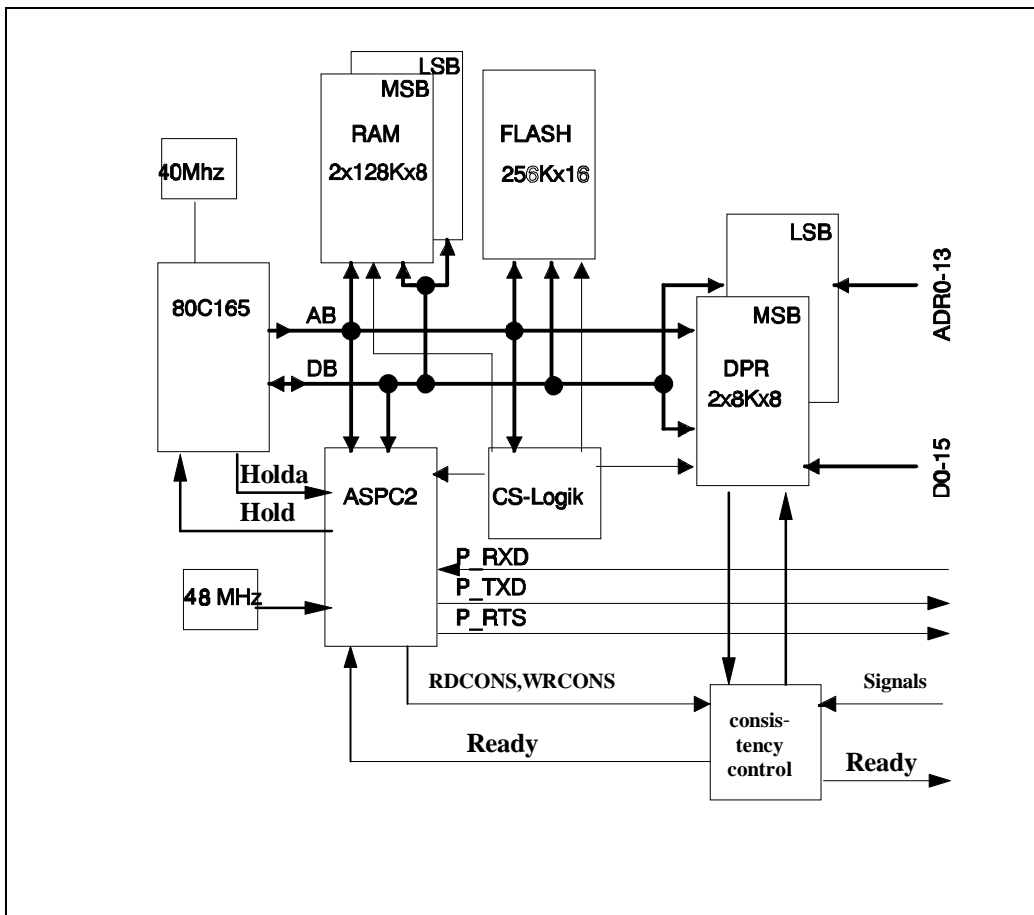 LSB
MSB
RAM
2x128Kx8
FLASH
256Kx16
40Mhz
80C165
AB
DB
LSB
MSB
DPR
2x8Kx8
ADR0-13
D0-15
Holda
Hold
ASPC2
CS-Logik
48 MHz
P_RXD
P_TXD
P_RTS
RDCONS,WRCONS
Ready
consis-
tency
control
Signals
Ready